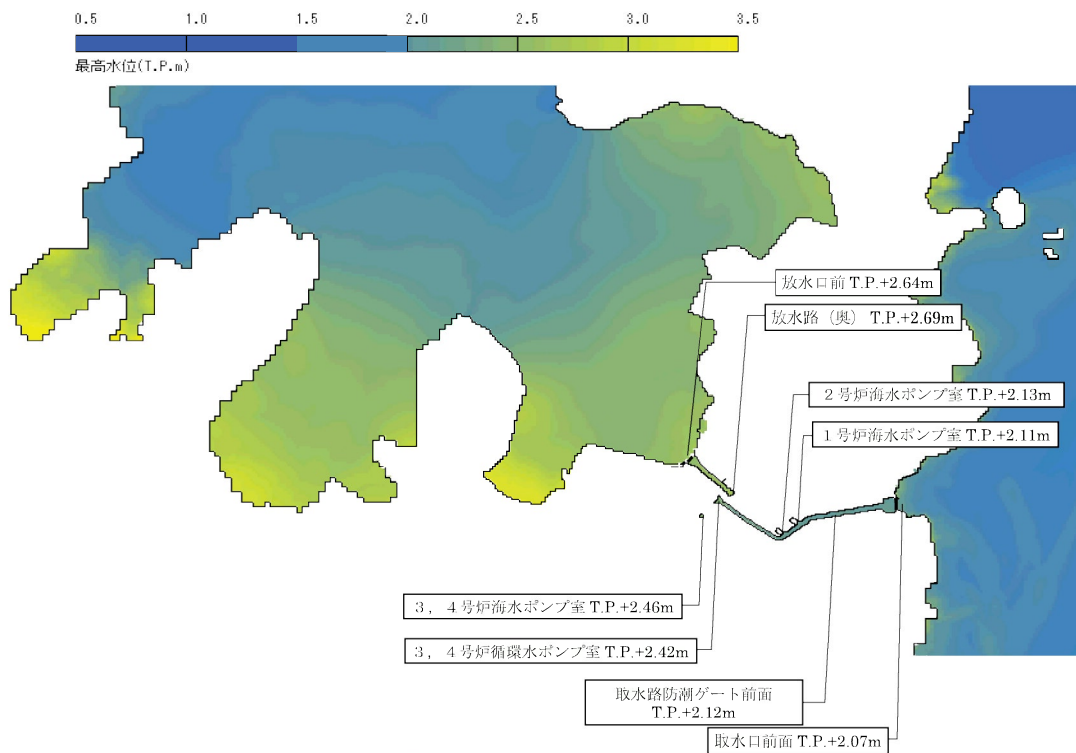 0.5 1.0 1.5 2.0 2.5 3.0 3.5
最高水位(T.P.m)
放水口前 T.P.+2.64m
放水路(奥) T.P.+2.69m
2号炉海水ポンプ室 T.P.+2.13m
1号炉海水ポンプ室 T.P.+2.11m
3,4号炉海水ポンプ室 T.P.+2.46m
3,4号炉循環水ポンプ室 T.P.+2.42m
取水路防潮ゲート前面
T.P.+2.12m
取水口前面 T.P.+2.07m